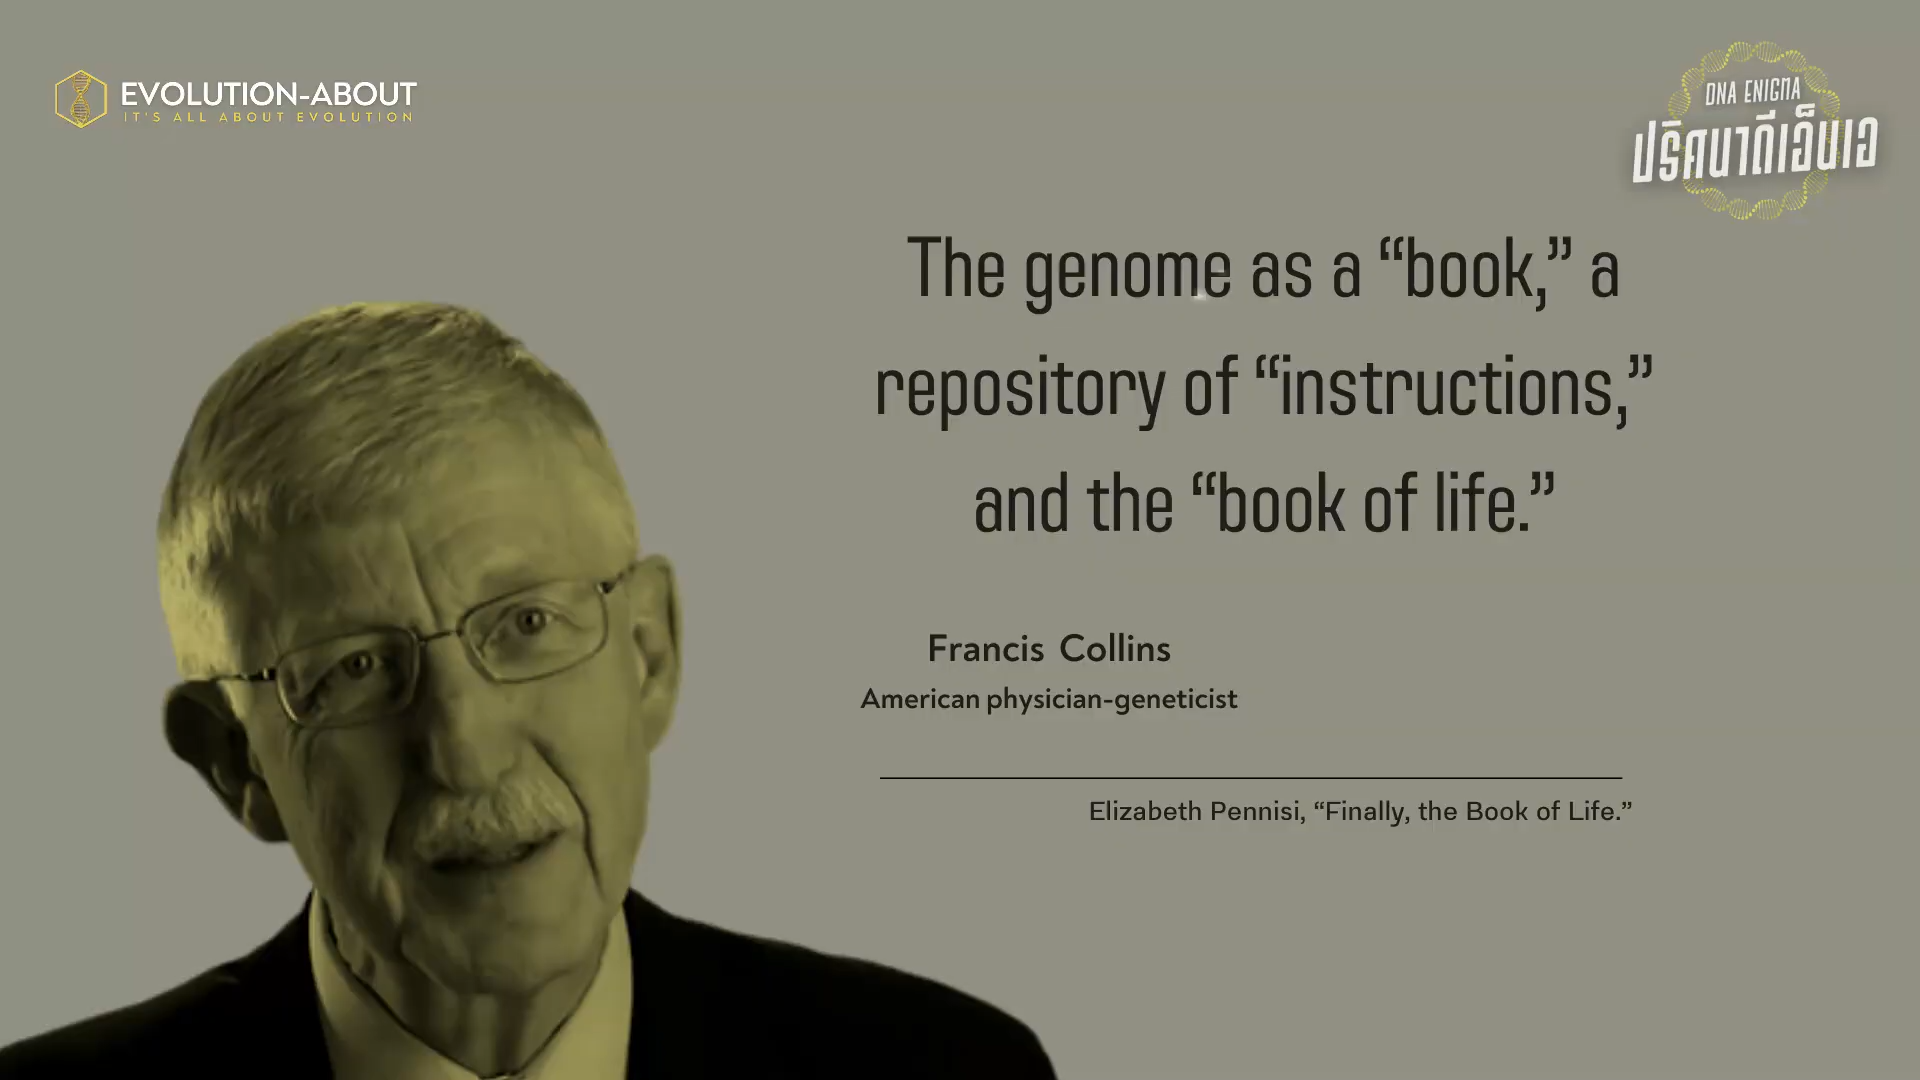 EVOLUTION-ABOUT
IT'S ALL ABOUT EVOLUTION
DNA ENIGMA
ปริศนาดีเอ็นเอ
The genome as a “book,” a
repository of “instructions,”
and the “book of life.”
Francis Collins
American physician-geneticist
Elizabeth Pennisi, “Finally, the Book of Life.”